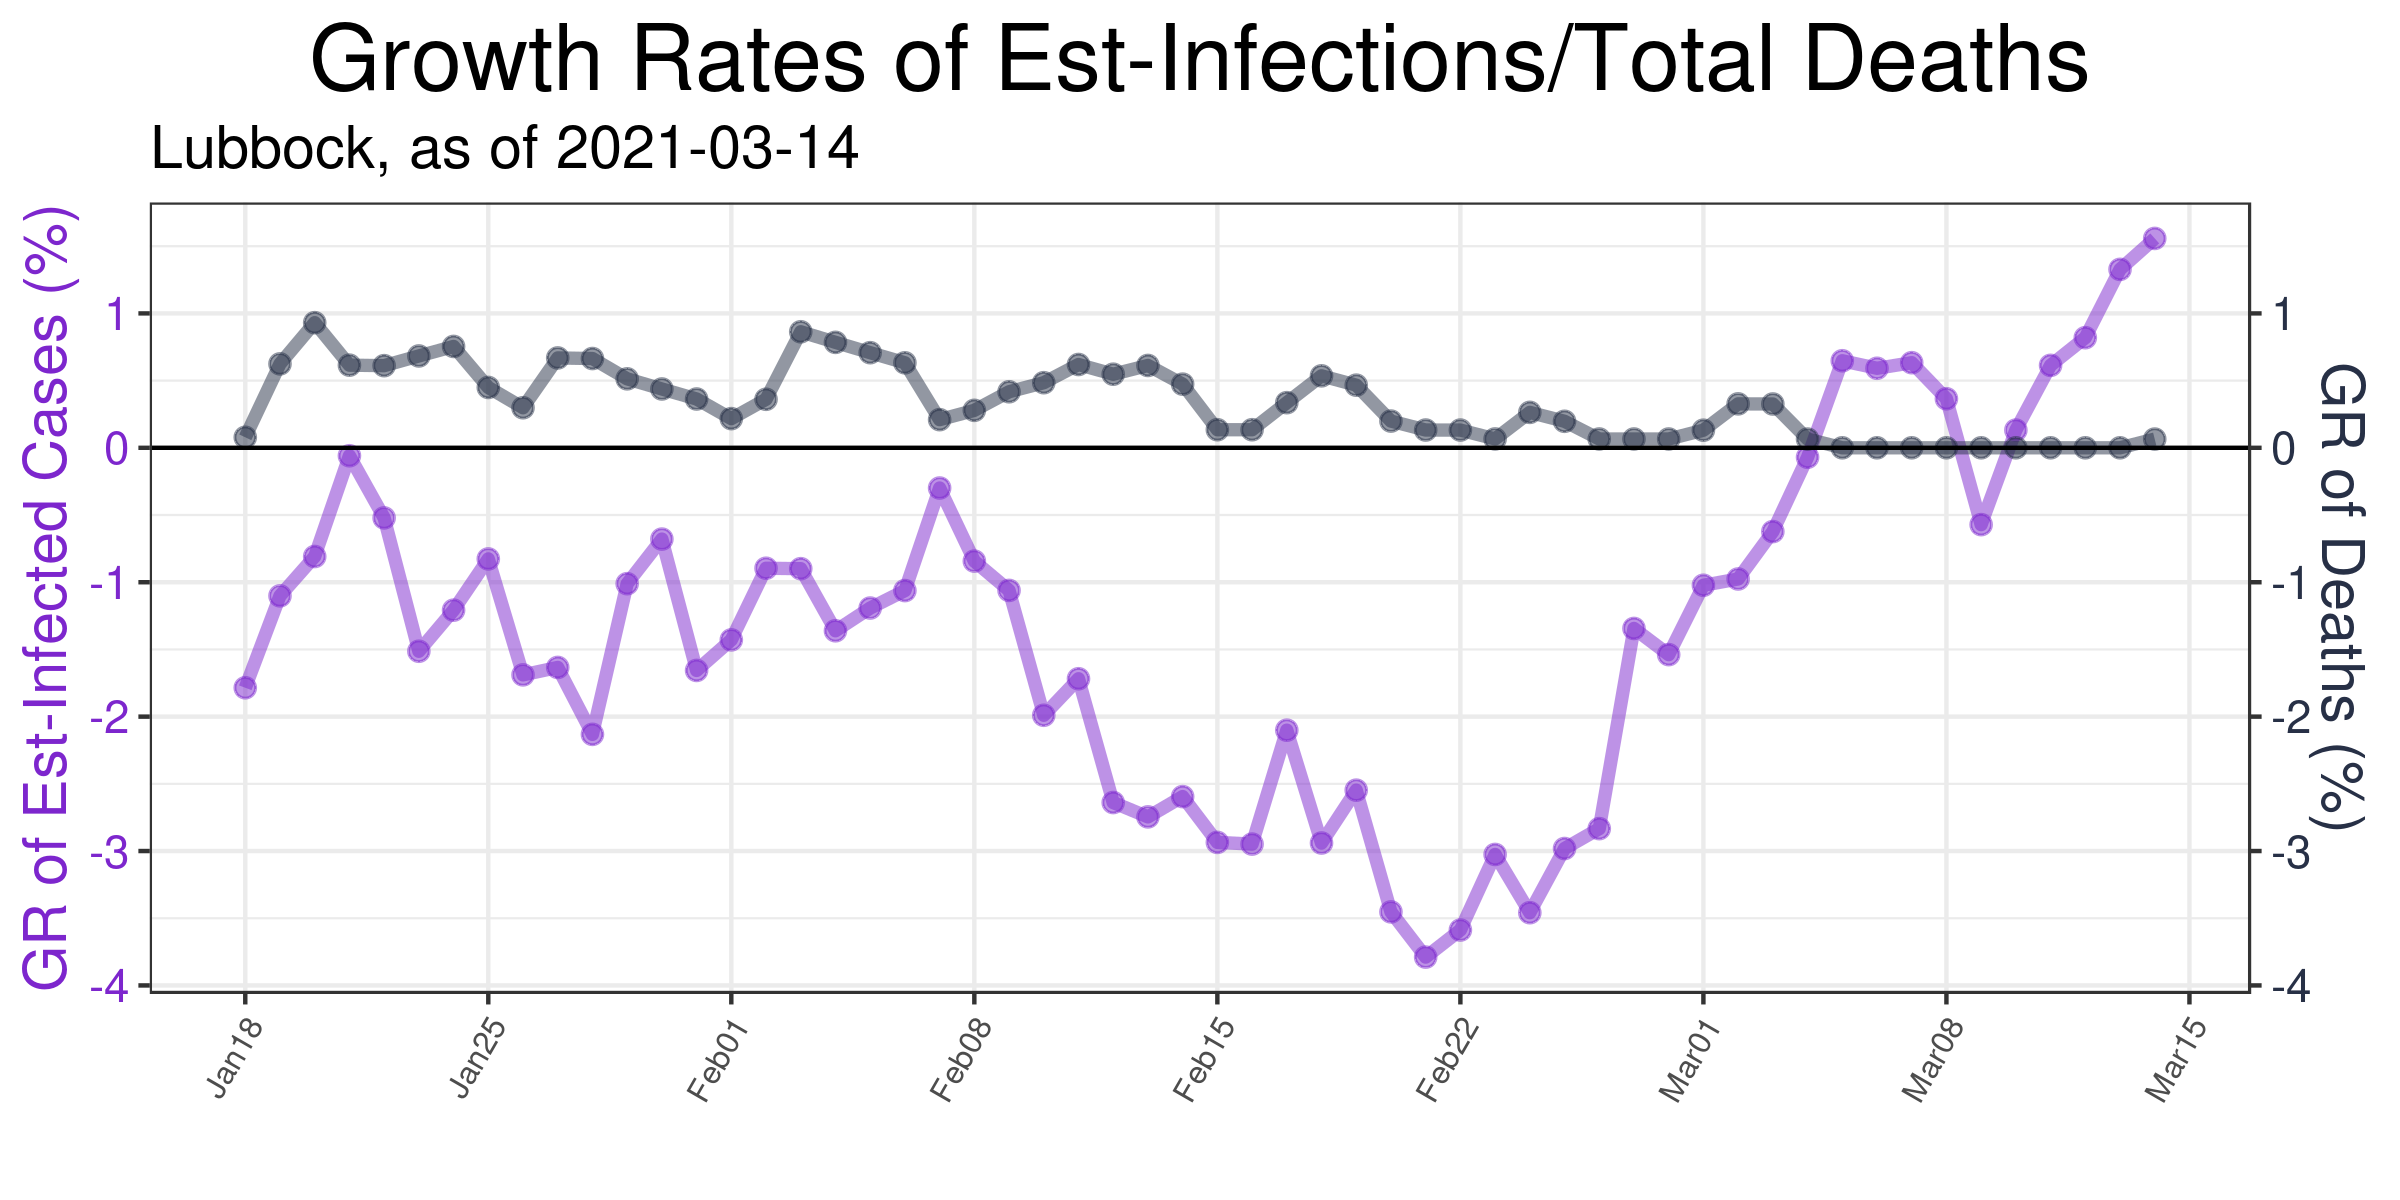 Growth Rates of Est-Infections/Total Deaths
Lubbock, as of 2021-03-14
GR of Est-Infected Cases (%)
1
0
-1
-2
-3
-4
1
0
-1
-2
-3
-4
GR of Deaths (%)
Jan18
Jan25
Feb01
Feb08
Feb15
Feb22
Mar01
Mar08
Mar15